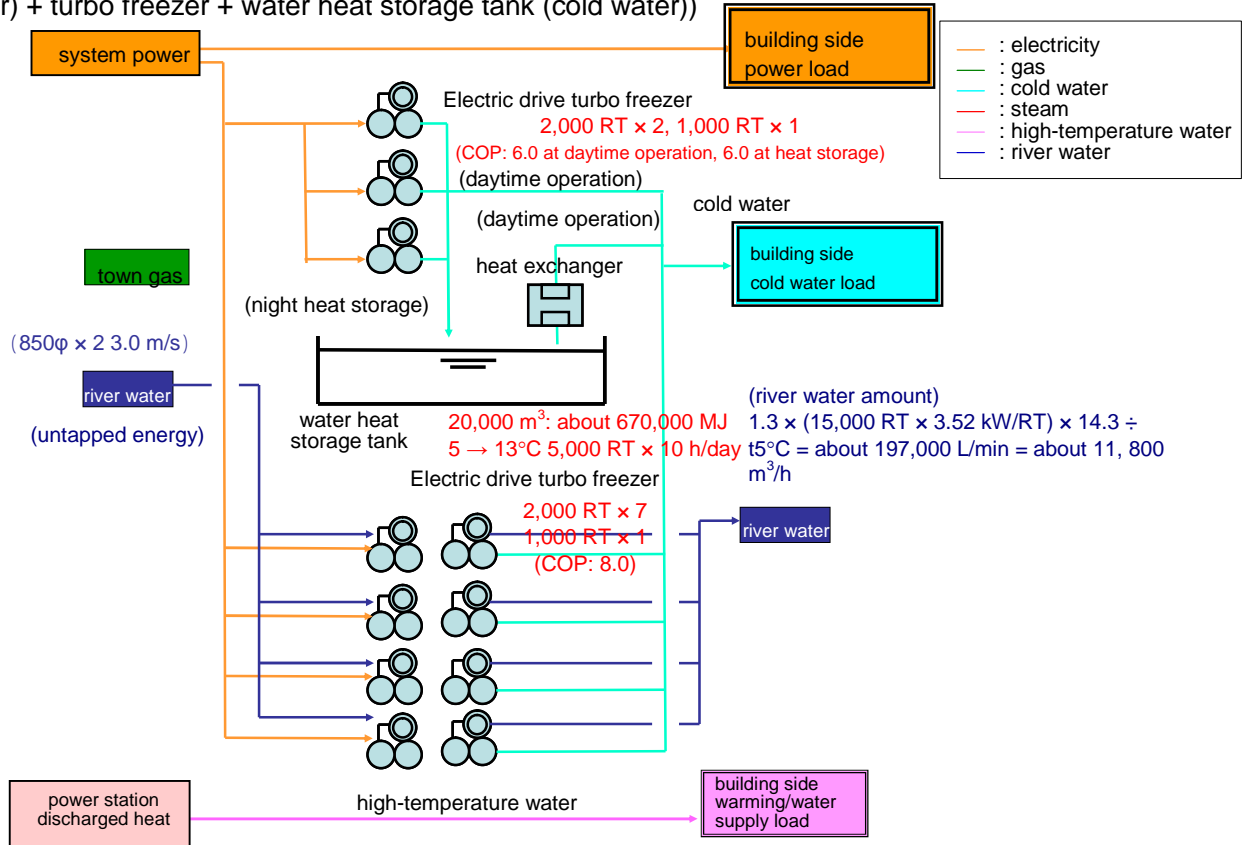 r) + turbo freezer + water heat storage tank (cold water))
system power
building side
power load
: electricity
: gas
: cold water
: steam
: high-temperature water
: river water
Electric drive turbo freezer
2,000 RT × 2, 1,000 RT × 1
(COP: 6.0 at daytime operation, 6.0 at heat storage)
(daytime operation)
cold water
(daytime operation)
building side
cold water load
town gas
heat exchanger
(night heat storage)
(850φ × 2 3.0 m/s)
river water
(untapped energy)
water heat
storage tank
20,000 m³: about 670,000 MJ
5 → 13°C 5,000 RT × 10 h/day
(river water amount)
1.3 × (15,000 RT × 3.52 kW/RT) × 14.3 ÷
t5°C = about 197,000 L/min = about 11, 800
m³/h
Electric drive turbo freezer
2,000 RT × 7
1,000 RT × 1
(COP: 8.0)
river water
power station
discharged heat
high-temperature water
building side
warming/water
supply load